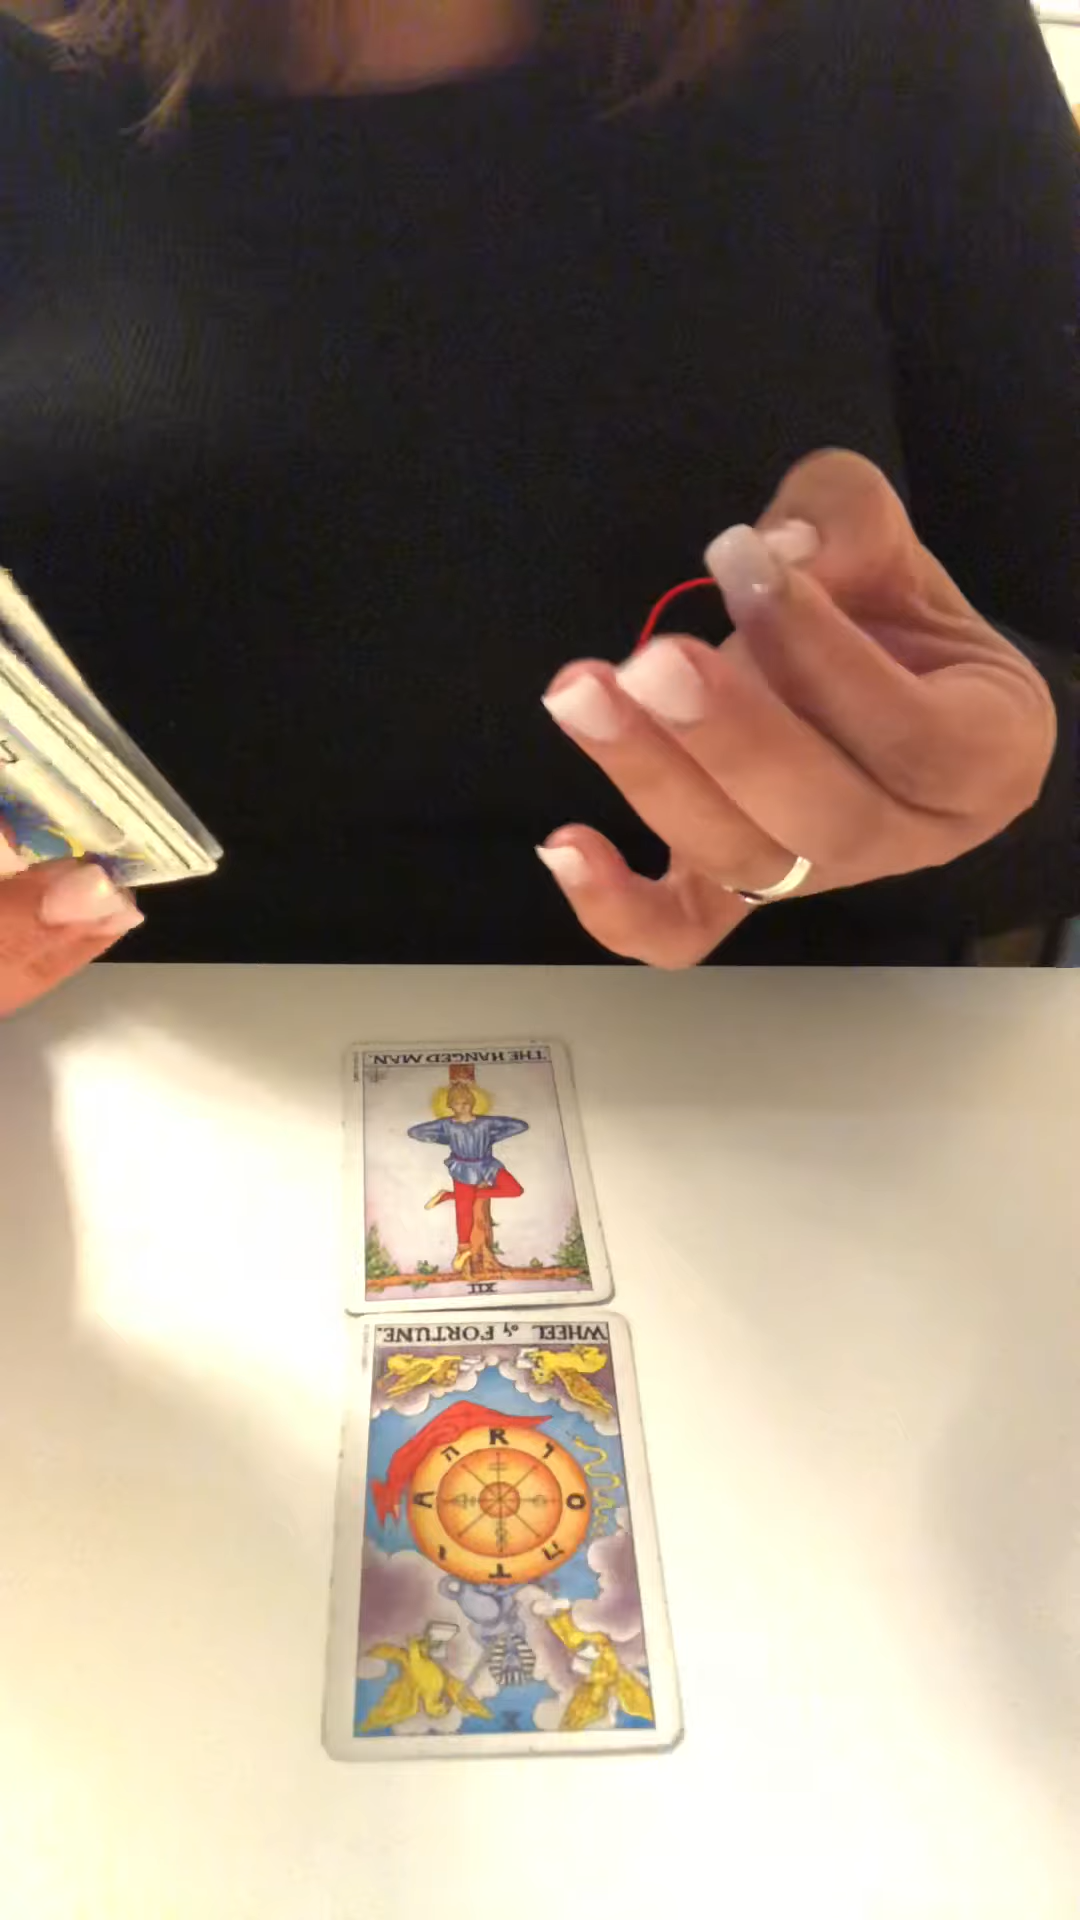 THE HANGED MAN.
XII
WHEEL of FORTUNE.
R
ו
O
ה
T
י
A
ה
X